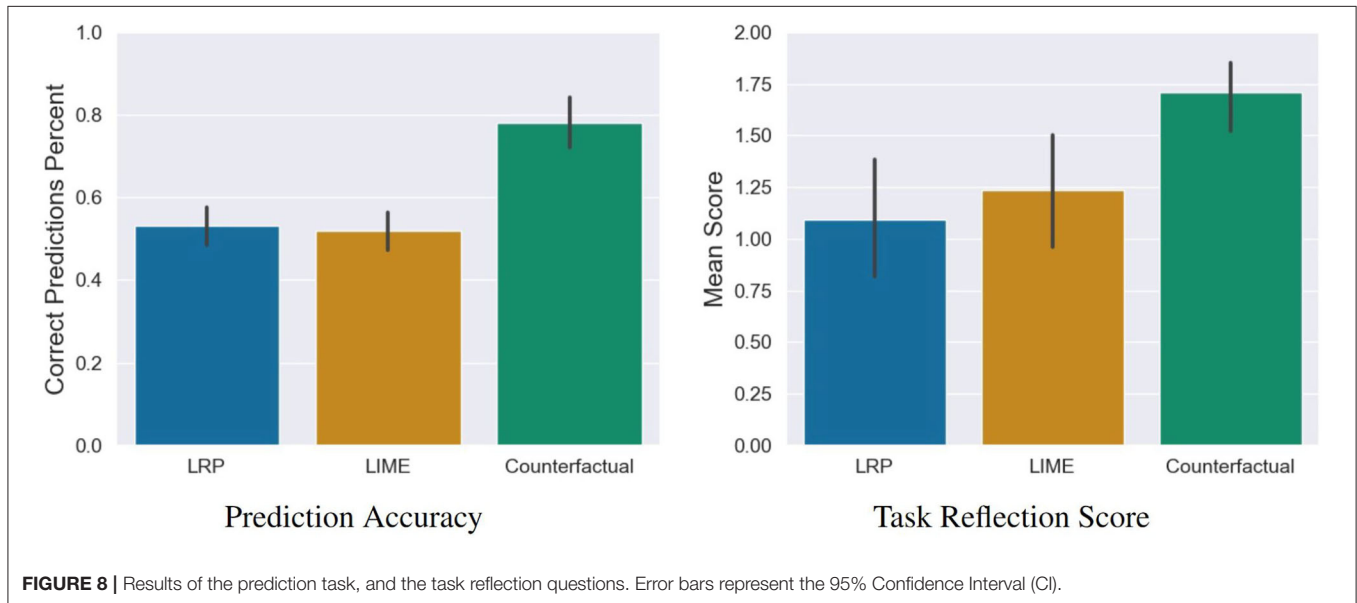 Correct Predictions Percent
1.0
0.8
0.6
0.4
0.2
0.0
LRP LIME Counterfactual
Prediction Accuracy
Mean Score
2.00
1.75
1.50
1.25
1.00
0.75
0.50
0.25
0.00
LRP LIME Counterfactual
Task Reflection Score
FIGURE 8 | Results of the prediction task, and the task reflection questions. Error bars represent the 95% Confidence Interval (CI).